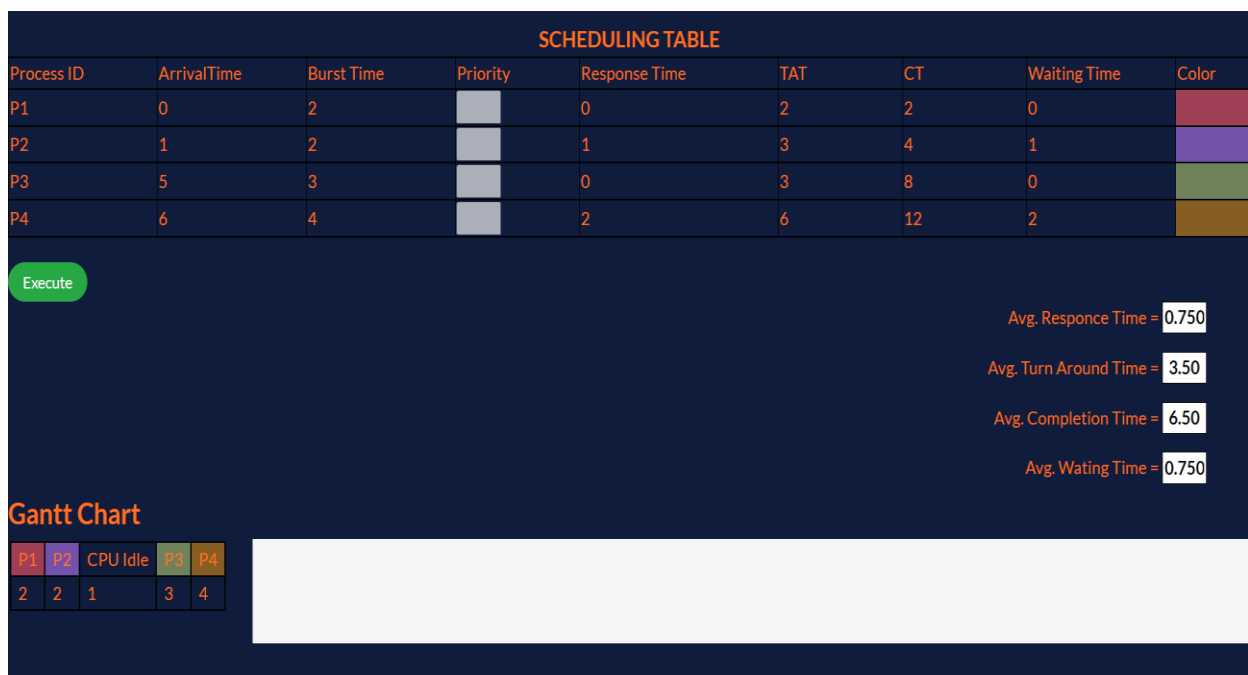 SCHEDULING TABLE
Process ID ArrivalTime Burst Time Priority Response Time TAT CT Waiting Time Color
P1 0 2 0 2 2 0
P2 1 2 1 3 4 1
P3 5 3 0 3 8 0
P4 6 4 2 6 12 2
Execute
Avg. Responce Time = 0.750
Avg. Turn Around Time = 3.50
Avg. Completion Time = 6.50
Avg. Wating Time = 0.750
Gantt Chart
P1 P2 CPU Idle P3 P4
2 2 1 3 4